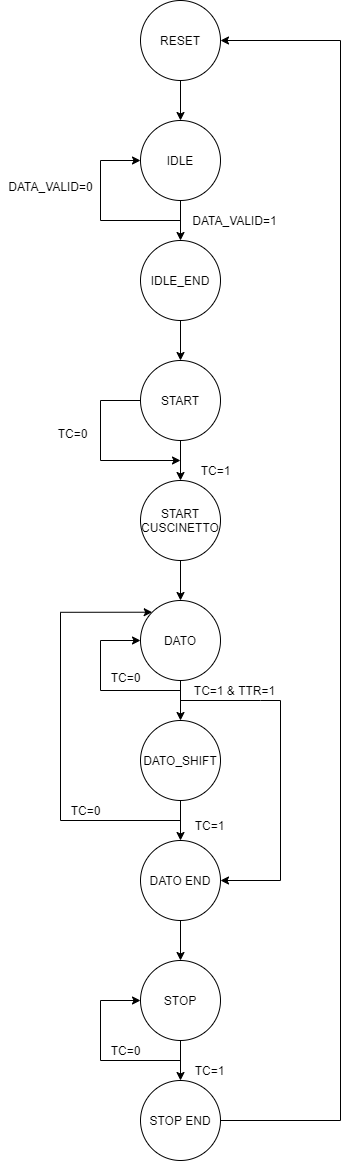 RESET
IDLE
DATA_VALID=0
DATA_VALID=1
IDLE_END
START
TC=0
TC=1
START
CUSCINETTO
DATO
TC=0
TC=1 & TTR=1
DATO_SHIFT
TC=0
TC=1
DATO END
STOP
TC=0
TC=1
STOP END